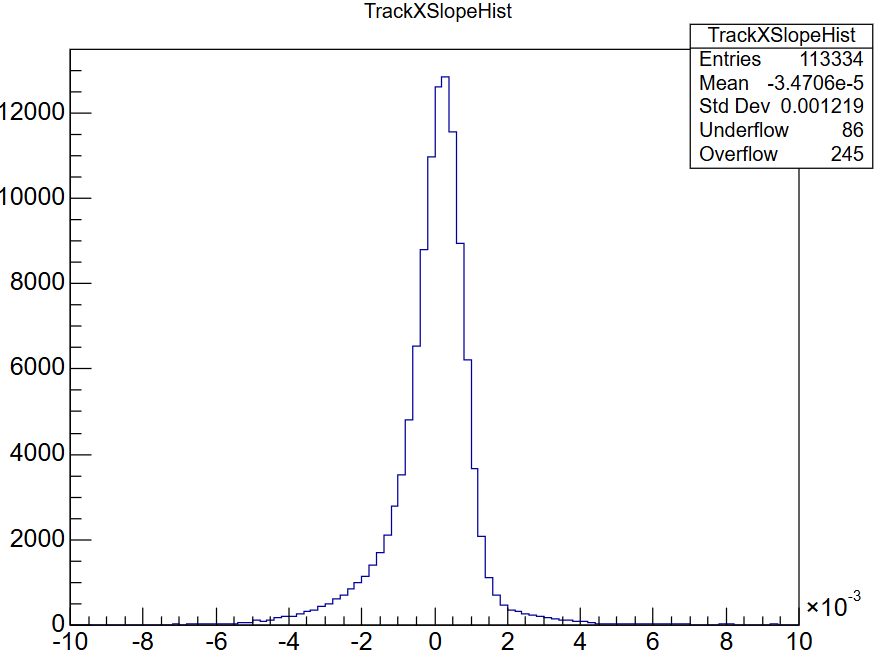 TrackXSlopeHist
TrackXSlopeHist
Entries 113334
Mean -3.4706e-5
Std Dev 0.001219
Underflow 86
Overflow 245
12000
10000
8000
6000
4000
2000
0
-10 -8 -6 -4 -2 0 2 4 6 8 10
×10-3